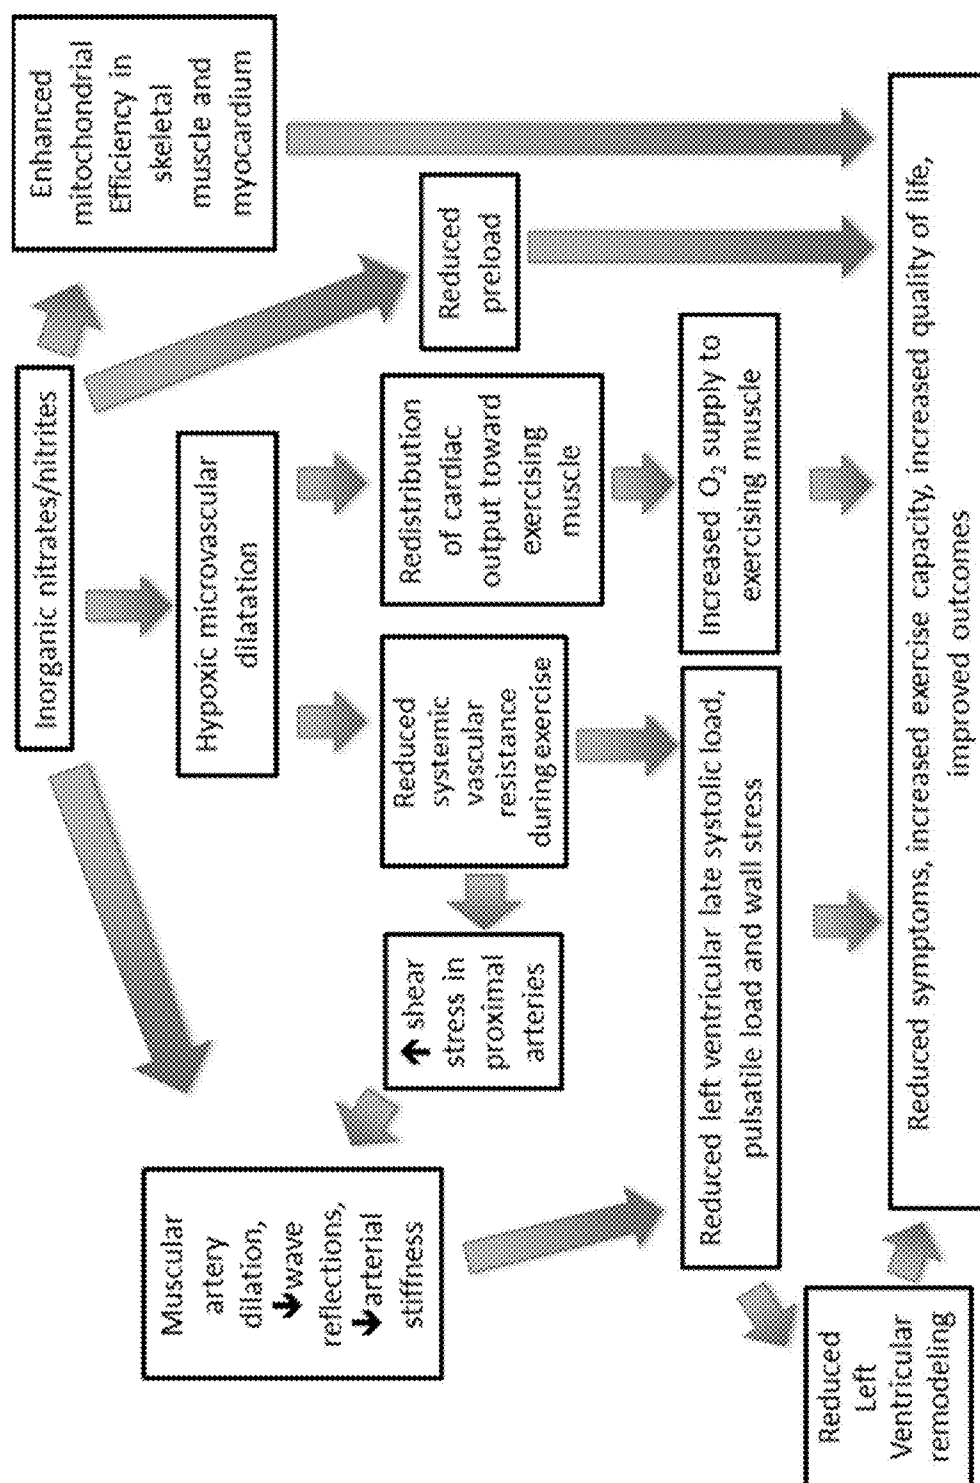 Inorganic nitrates/nitrites
Enhanced
mitochondrial
Efficiency in
skeletal
muscle and
myocardium
Muscular
artery
dilation,
🡇wave
reflections,
🡇arterial
stiffness
Hypoxic microvascular
dilatation
🡅 shear
stress in
proximal
arteries
Reduced
systemic
vascular
resistance
during exercise
Redistribution
of cardiac
output toward
exercising
muscle
Reduced
preload
Reduced left ventricular late systolic load,
pulsatile load and wall stress
Increased O₂ supply to
exercising muscle
Reduced
Left
Ventricular
remodeling
Reduced symptoms, increased exercise capacity, increased quality of life,
improved outcomes